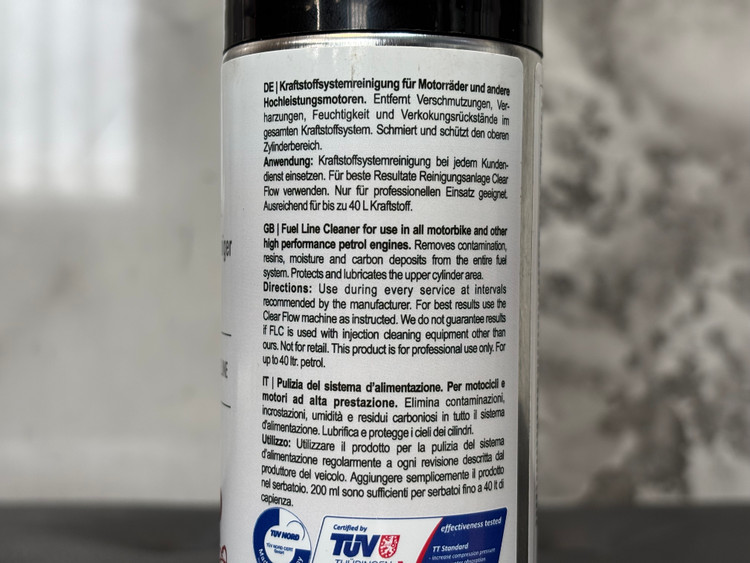 DE | Kraftstoffsystemreinigung für Motorräder und andere
Hochleistungsmotoren. Entfernt Verschmutzungen, Ver-
harzungen, Feuchtigkeit und Verkokungsrückstände im
gesamten Kraftstoffsystem. Schmiert und schützt den oberen
Zylinderbereich.
Anwendung: Kraftstoffsystemreinigung bei jedem Kunden-
dienst einsetzen. Für beste Resultate Reinigungsanlage Clear
Flow verwenden. Nur für professionellen Einsatz geeignet.
Ausreichend für bis zu 40 L Kraftstoff.
GB | Fuel Line Cleaner for use in all motorbike and other
high performance petrol engines. Removes contamination,
resins, moisture and carbon deposits from the entire fuel
system. Protects and lubricates the upper cylinder area.
Directions: Use during every service at intervals
recommended by the manufacturer. For best results use the
Clear Flow machine as instructed. We do not guarantee results
if FLC is used with injection cleaning equipment other than
ours. Not for retail. This product is for professional use only. For
up to 40 ltr. petrol.
IT | Pulizia del sistema d'alimentazione. Per motocicli e
motori ad alta prestazione. Elimina contaminazioni,
incrostazioni, umidità e residui carboniosi in tutto il sistema
d'alimentazione. Lubrifica e protegge i cieli dei cilindri.
Utilizzo: Utilizzare il prodotto per la pulizia del sistema
d'alimentazione regolarmente a ogni revisione descritta dal
produttore del veicolo. Aggiungere semplicemente il prodotto
nel serbatoio. 200 ml sono sufficienti per serbatoi fino a 40 lt di
capienza.
TÜV NORD
TÜV NORD CERT
GmbH
Certified by
TÜV
THÜRINGEN
effectiveness tested
TT Standard
- increase compression pressure